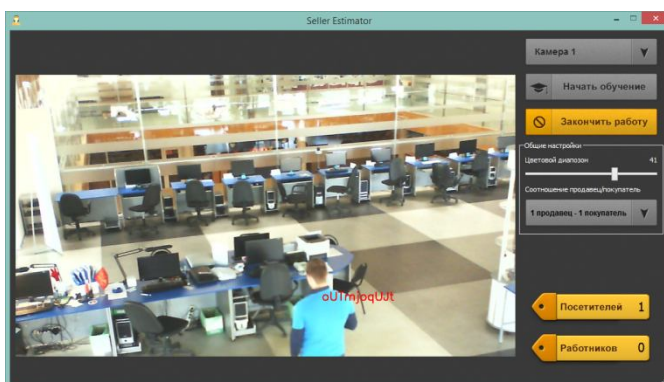 Seller Estimator
Камера 1
Начать обучение
Закончить работу
Общие настройки
Цветовой диапозон 41
Соотношение продавец/покупатель
1 продавец - 1 покупатель
Посетителей 1
Работников 0